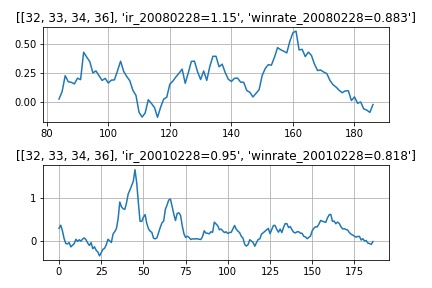 [[32, 33, 34, 36], 'ir_20080228=1.15', 'winrate_20080228=0.883']
0.50
0.25
0.00
80 100 120 140 160 180
[[32, 33, 34, 36], 'ir_20010228=0.95', 'winrate_20010228=0.818']
1
0
0 25 50 75 100 125 150 175